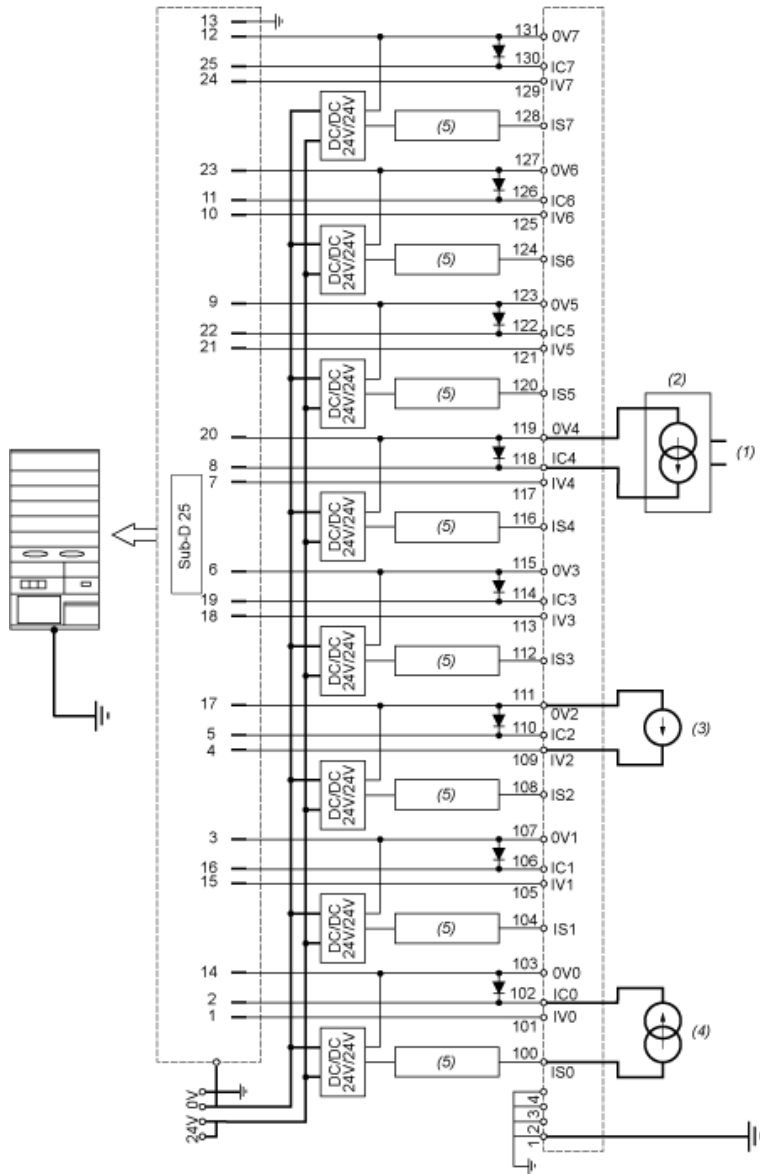 13
12
131
0V7
25
130
IC7
24
IV7
129
DC/DC
24V/24V
(5)
128
IS7
23
127
0V6
11
126
IC6
10
IV6
125
DC/DC
24V/24V
(5)
124
IS6
9
123
0V5
22
122
IC5
21
IV5
121
DC/DC
24V/24V
(5)
120
IS5
(2)
20
119
0V4
(1)
8
118
IC4
7
IV4
117
Sub-D 25
DC/DC
24V/24V
(5)
116
IS4
6
115
0V3
19
114
IC3
18
IV3
113
DC/DC
24V/24V
(5)
112
IS3
17
111
0V2
(3)
5
110
IC2
4
109
IV2
DC/DC
24V/24V
(5)
108
IS2
3
107
0V1
16
106
IC1
15
IV1
105
DC/DC
24V/24V
(5)
104
IS1
14
103
0V0
2
102
IC0
1
IV0
101
(4)
DC/DC
24V/24V
(5)
100
IS0
0V
24V
4
3
2
1